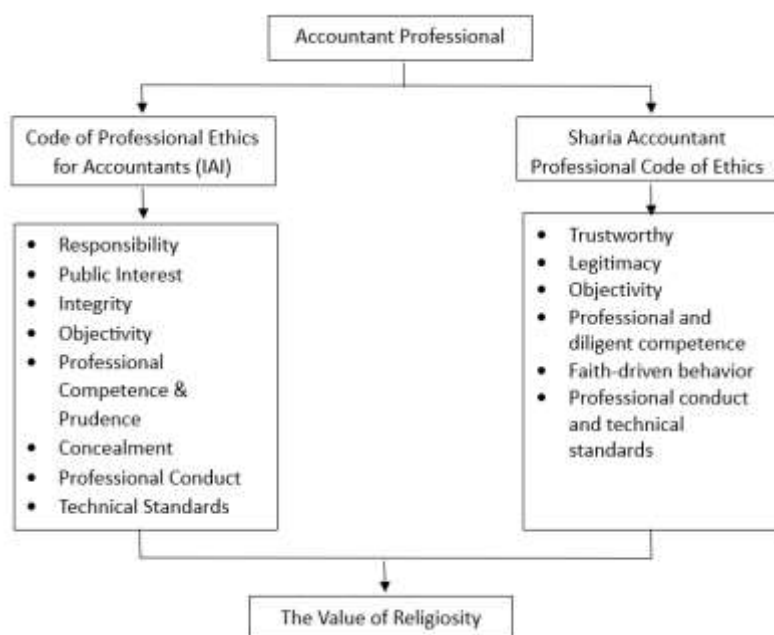 Accountant Professional
Code of Professional Ethics
for Accountants (IAI)
Sharia Accountant
Professional Code of Ethics
• Responsibility
• Public Interest
• Integrity
• Objectivity
• Professional
Competence &
Prudence
• Concealment
• Professional Conduct
• Technical Standards
• Trustworthy
• Legitimacy
• Objectivity
• Professional and
diligent competence
• Faith-driven behavior
• Professional conduct
and technical
standards
The Value of Religiosity